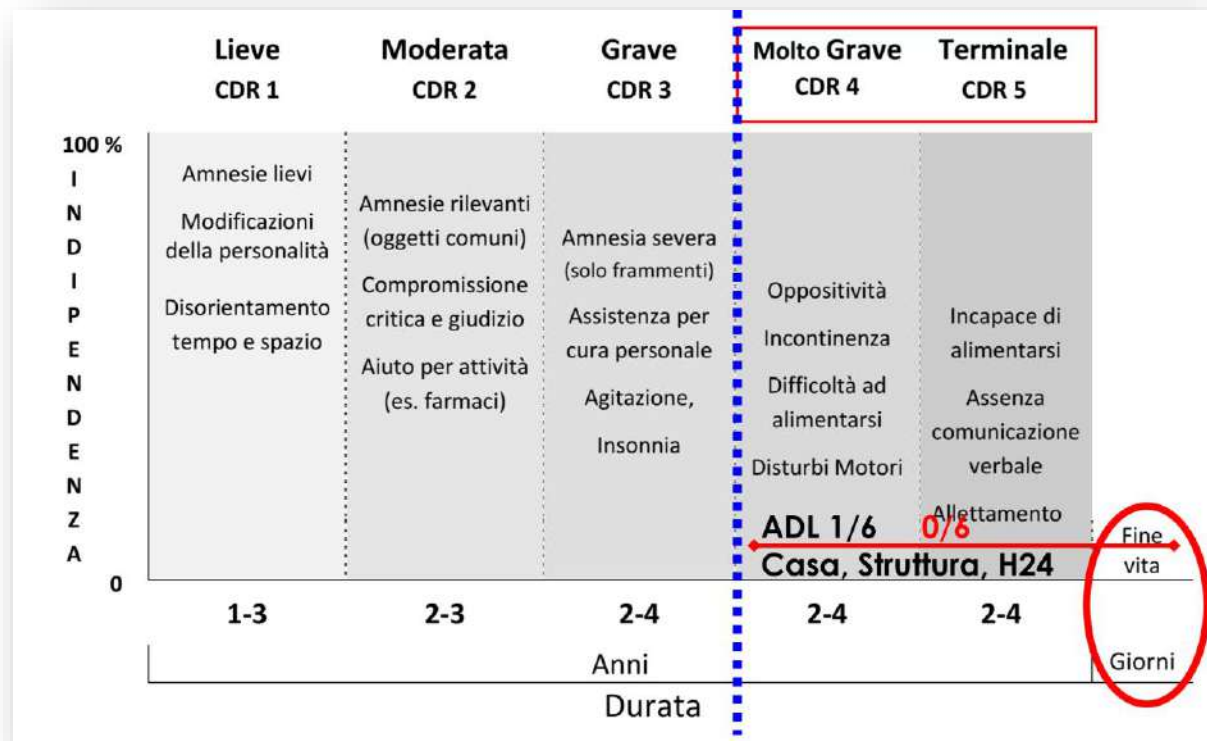 Lieve
CDR 1
Moderata
CDR 2
Grave
CDR 3
Molto Grave
CDR 4
Terminale
CDR 5
100 %
I
N
D
I
P
E
N
D
E
N
Z
A
0
Amnesie lievi
Modificazioni
della personalità
Disorientamento
tempo e spazio
Amnesie rilevanti
(oggetti comuni)
Compromissione
critica e giudizio
Aiuto per attività
(es. farmaci)
Amnesia severa
(solo frammenti)
Assistenza per
cura personale
Agitazione,
Insonnia
Oppositività
Incontinenza
Difficoltà ad
alimentarsi
Disturbi Motori
Incapace di
alimentarsi
Assenza
comunicazione
verbale
Allettamento
ADL 1/6 0/6
Casa, Struttura, H24
Fine
vita
1-3
2-3
2-4
2-4
2-4
Anni
Giorni
Durata